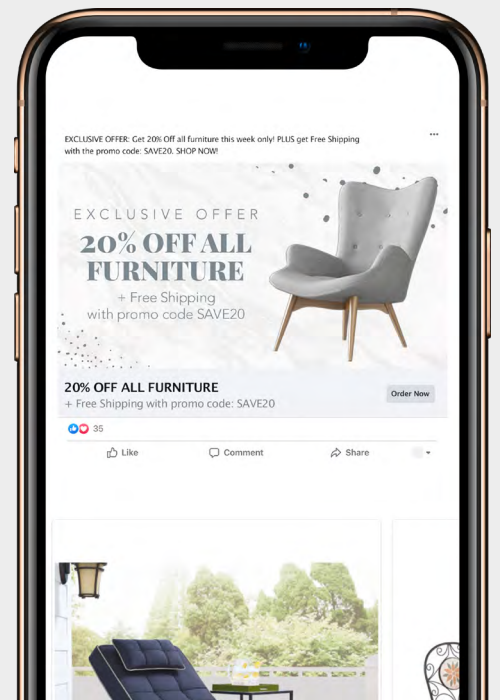 EXCLUSIVE OFFER: Get 20% Off all furniture this week only! PLUS get Free Shipping
with the promo code: SAVE20. SHOP NOW!
EXCLUSIVE OFFER
20% OFF ALL
FURNITURE
+ Free Shipping
with promo code SAVE20
20% OFF ALL FURNITURE
+ Free Shipping with promo code: SAVE20
Order Now
35
Like Comment Share